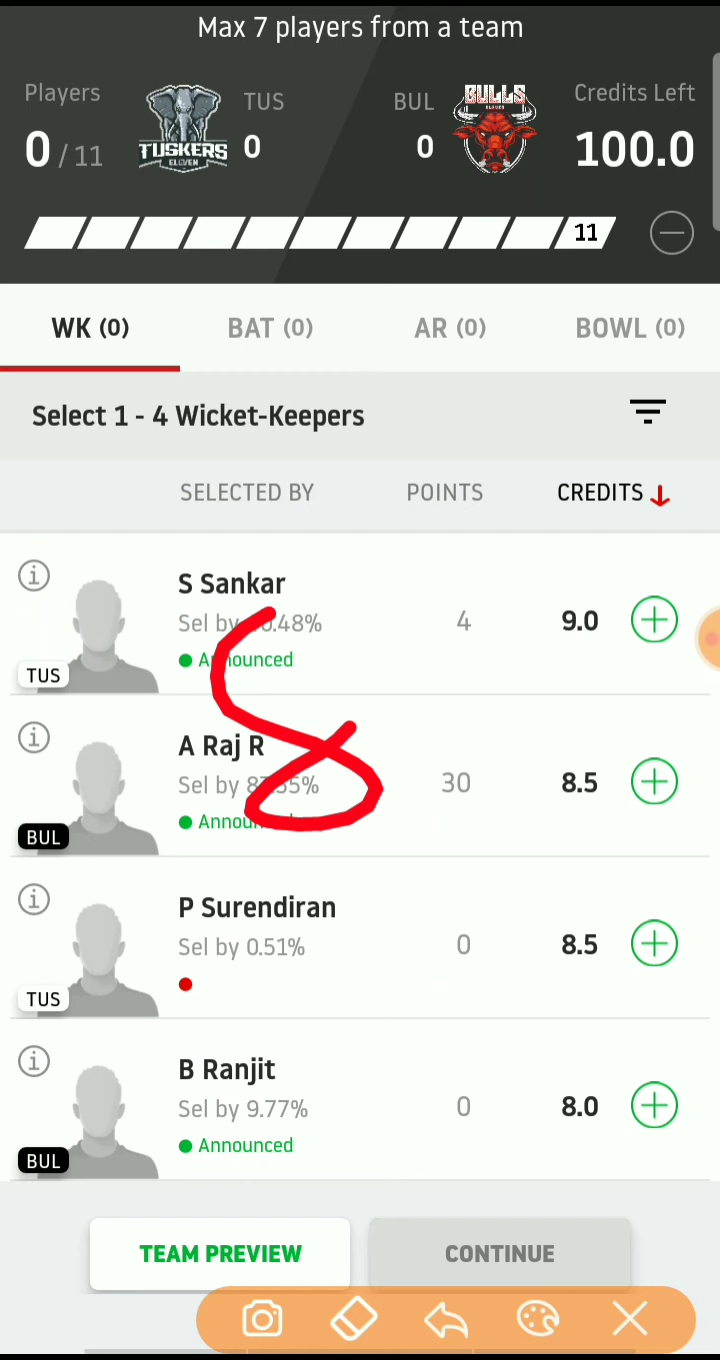 Max 7 players from a team
Players TUS BUL Credits Left
0 / 11 0 0 100.0
TUSKERS
ELEVEN
BULLS
ELEVEN
11
WK (0) BAT (0) AR (0) BOWL (0)
Select 1 - 4 Wicket-Keepers
SELECTED BY POINTS CREDITS
S Sankar
Sel by 4 9.0
TUS
A Raj R
Sel by 30 8.5
BUL
P Surendiran
Sel by 0.51% 0 8.5
TUS
B Ranjit
Sel by 9.77% 0 8.0
Announced
BUL
TEAM PREVIEW CONTINUE